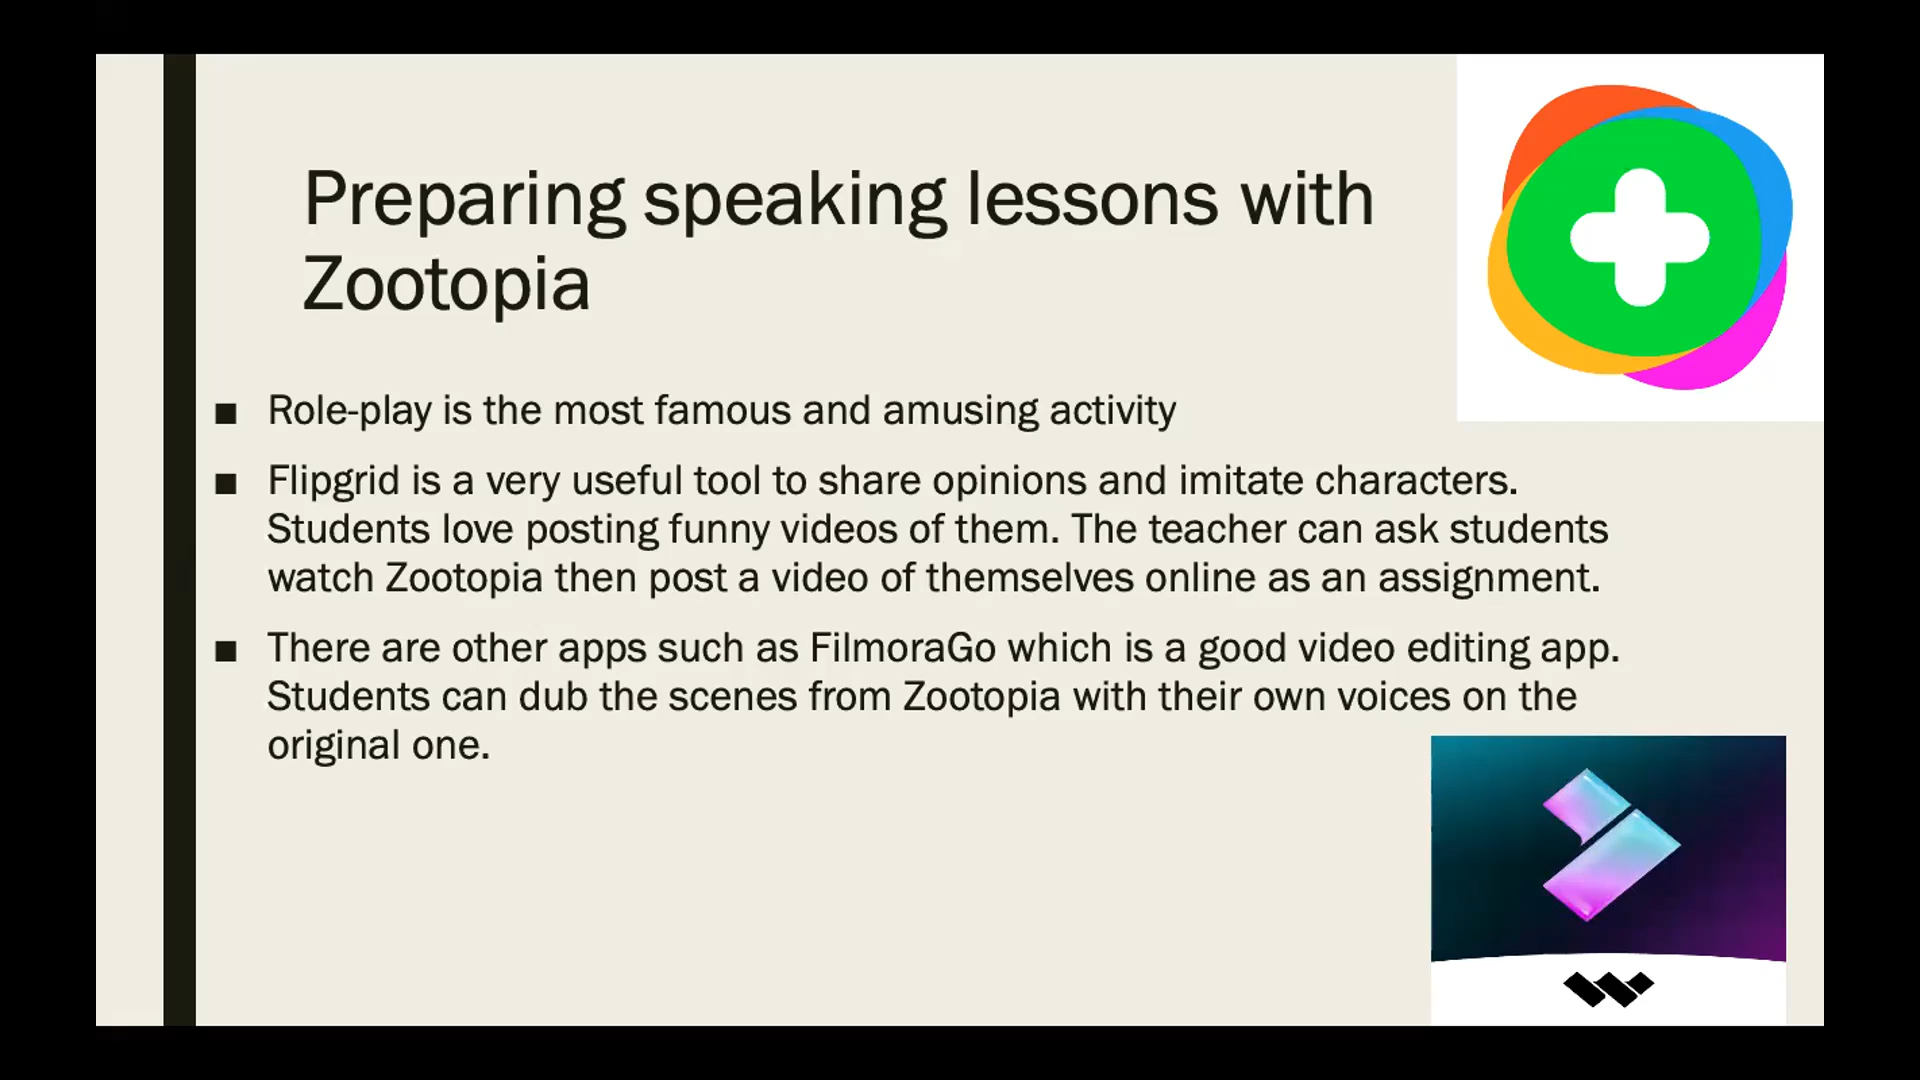 Preparing speaking lessons with
Zootopia
■ Role-play is the most famous and amusing activity
■ Flipgrid is a very useful tool to share opinions and imitate characters.
Students love posting funny videos of them. The teacher can ask students
watch Zootopia then post a video of themselves online as an assignment.
■ There are other apps such as FilmoraGo which is a good video editing app.
Students can dub the scenes from Zootopia with their own voices on the
original one.